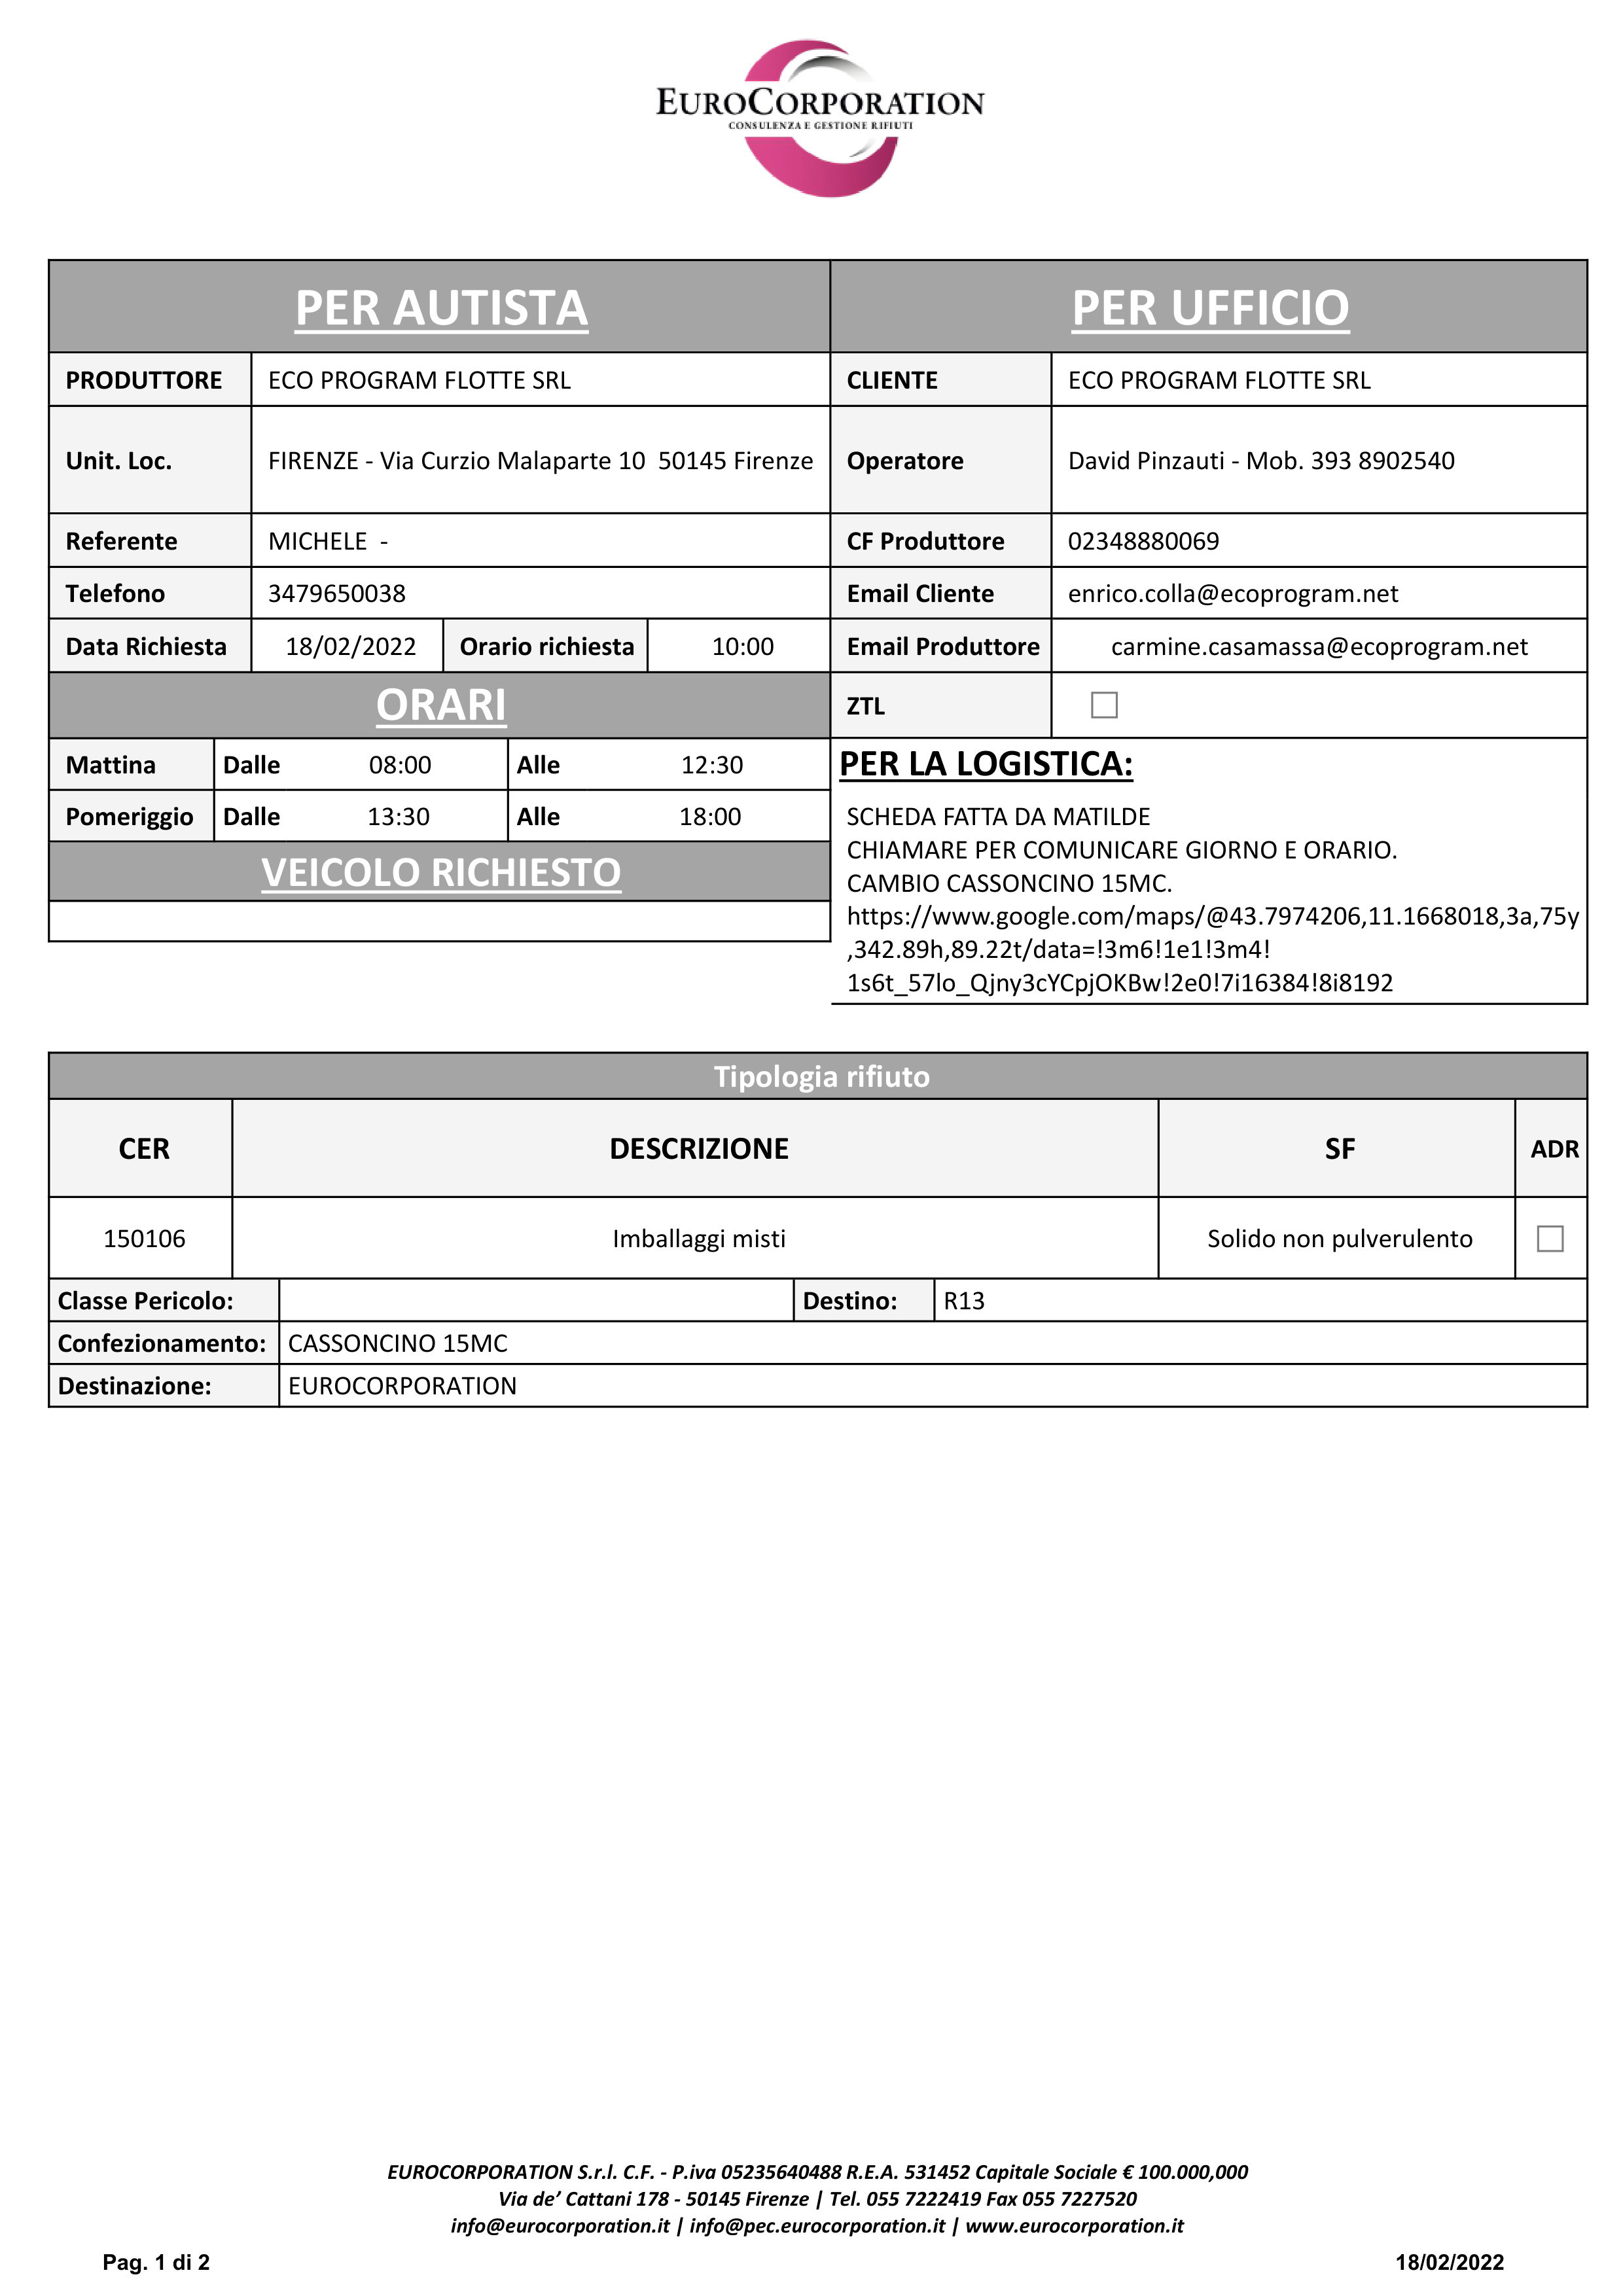 EUROCORPORATION
CONSULENZA E GESTIONE RIFIUTI
PER AUTISTA
PRODUTTORE ECO PROGRAM FLOTTE SRL
Unit. Loc. FIRENZE - Via Curzio Malaparte 10 50145 Firenze
Referente MICHELE -
Telefono 3479650038
Data Richiesta 18/02/2022 Orario richiesta 10:00
ORARI
Mattina Dalle 08:00 Alle 12:30
Pomeriggio Dalle 13:30 Alle 18:00
VEICOLO RICHIESTO
PER UFFICIO
CLIENTE ECO PROGRAM FLOTTE SRL
Operatore David Pinzauti - Mob. 393 8902540
CF Produttore 02348880069
Email Cliente enrico.colla@ecoprogram.net
Email Produttore carmine.casamassa@ecoprogram.net
ZTL
PER LA LOGISTICA:
SCHEDA FATTA DA MATILDE
CHIAMARE PER COMUNICARE GIORNO E ORARIO.
CAMBIO CASSONCINO 15MC.
https://www.google.com/maps/@43.7974206,11.1668018,3a,75y
,342.89h,89.22t/data=!3m6!1e1!3m4!
1s6t_57lo_Qjny3cYCpjOKBw!2e0!7i16384!8i8192
Tipologia rifiuto
CER DESCRIZIONE SF ADR
150106 Imballaggi misti Solido non pulverulento
Classe Pericolo: Destino: R13
Confezionamento: CASSONCINO 15MC
Destinazione: EUROCORPORATION
EUROCORPORATION S.r.l. C.F. - P.iva 05235640488 R.E.A. 531452 Capitale Sociale € 100.000,000
Via de’ Cattani 178 - 50145 Firenze | Tel. 055 7222419 Fax 055 7227520
info@eurocorporation.it | info@pec.eurocorporation.it | www.eurocorporation.it
Pag. 1 di 2 18/02/2022